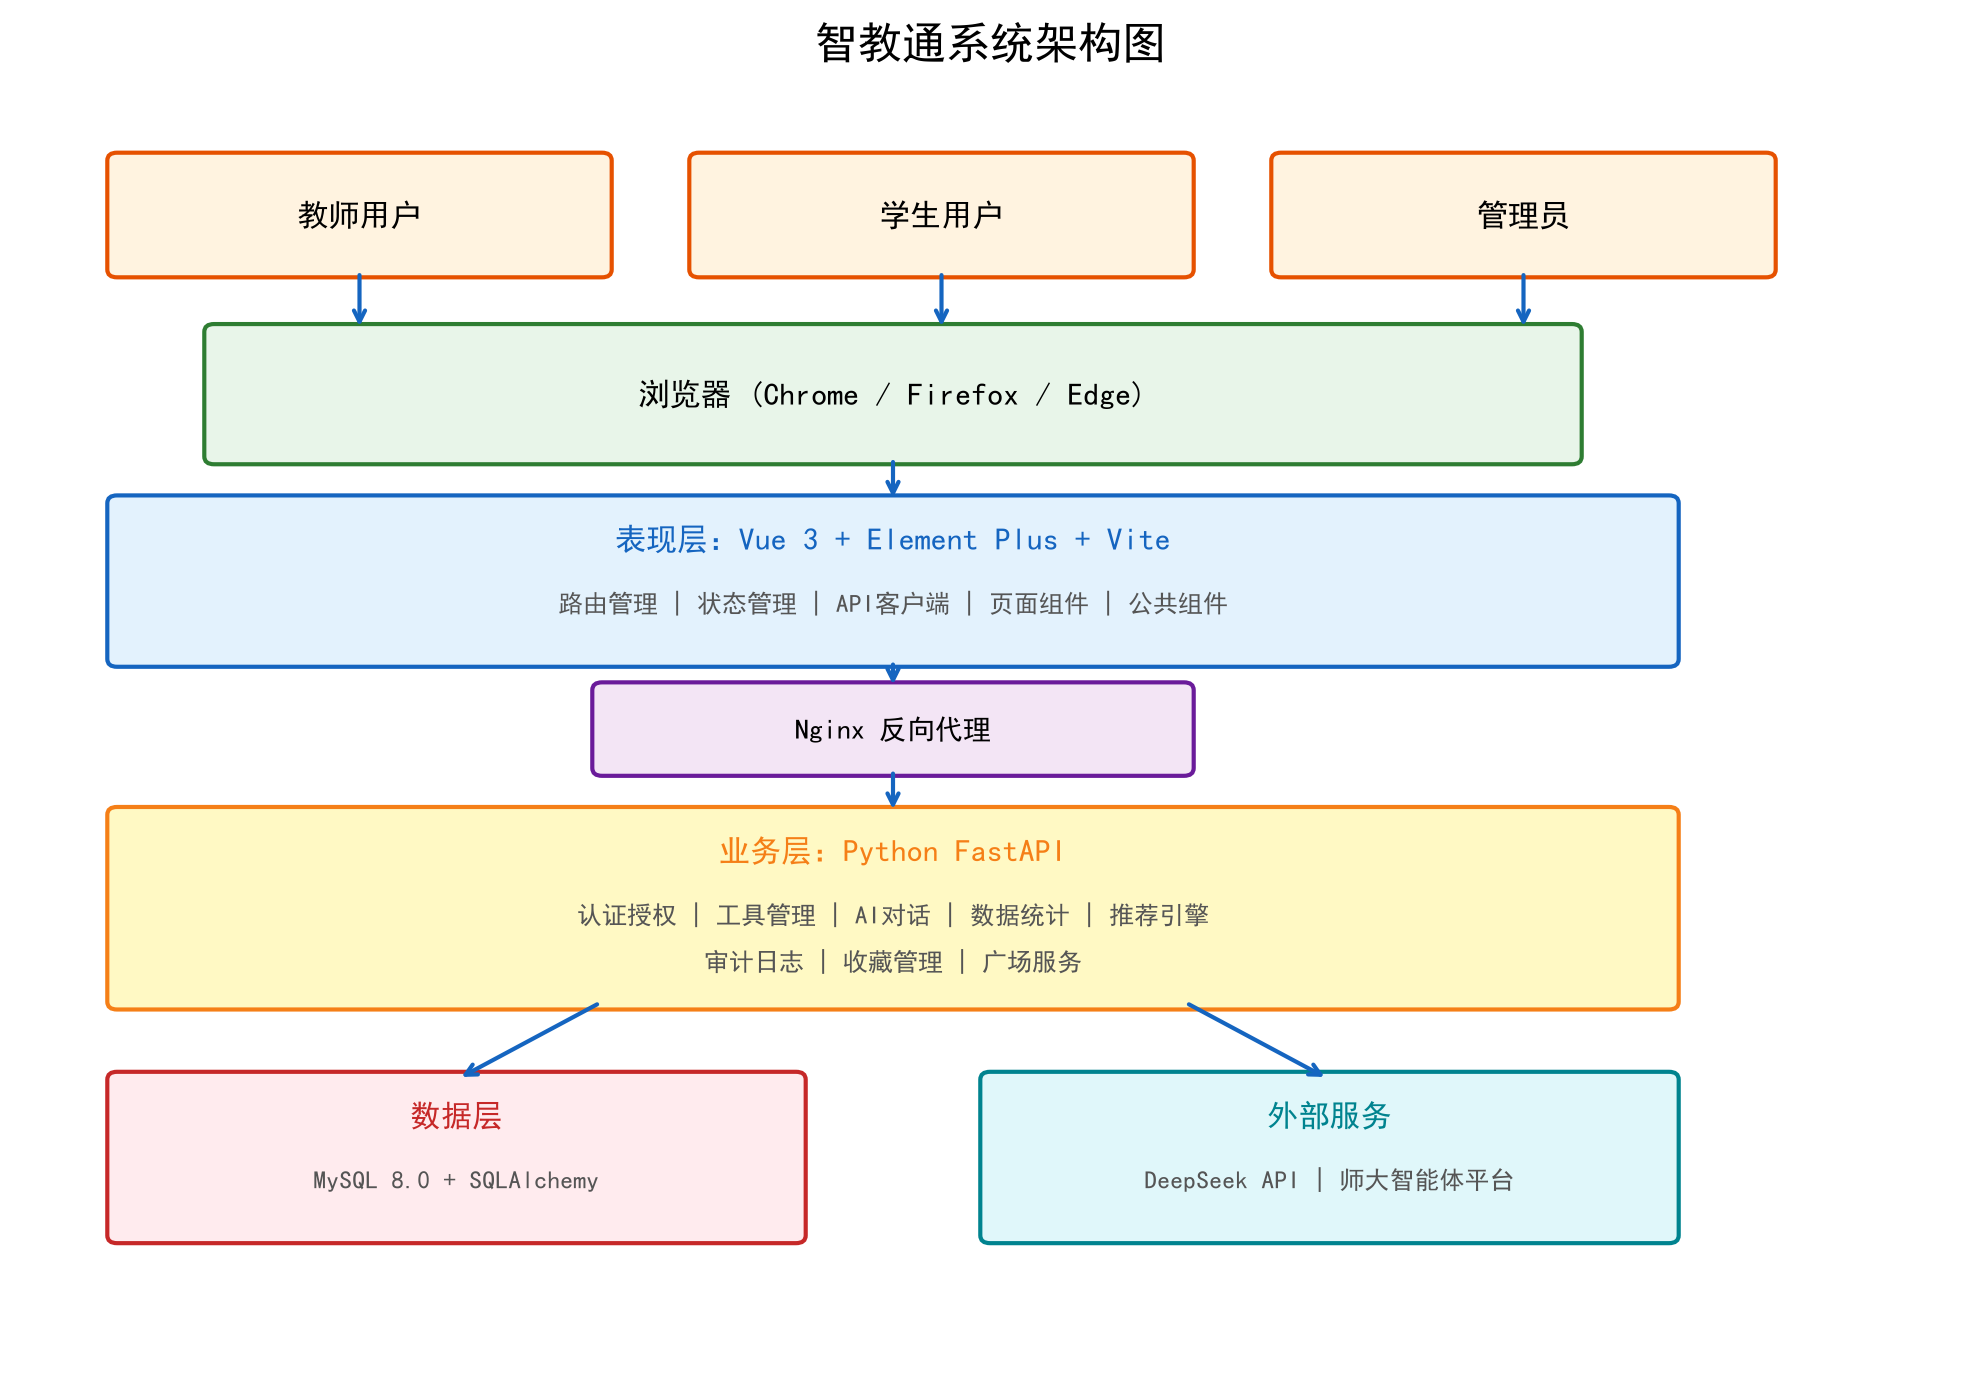 智教通系统架构图
教师用户
学生用户
管理员
浏览器 (Chrome / Firefox / Edge)
表现层: Vue 3 + Element Plus + Vite
路由管理 | 状态管理 | API客户端 | 页面组件 | 公共组件
Nginx 反向代理
业务层: Python FastAPI
认证授权 | 工具管理 | AI对话 | 数据统计 | 推荐引擎
审计日志 | 收藏管理 | 广场服务
数据层
MySQL 8.0 + SQLAlchemy
外部服务
DeepSeek API | 师大智能体平台